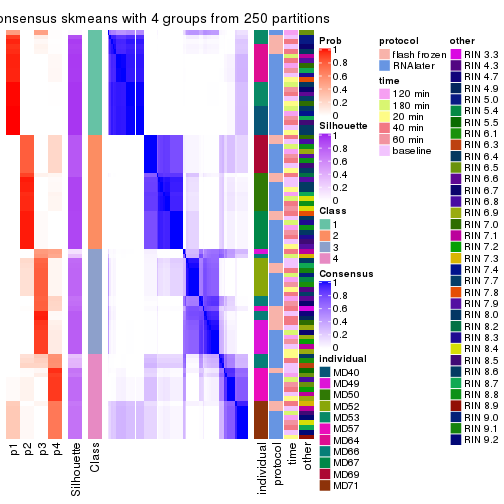 onsensus skmeans with 4 groups from 250 partitions
Prob
1
0.8
0.6
0.4
0.2
0
Silhouette
1
0.8
0.6
0.4
0.2
0
Class
1
2
3
4
Consensus
1
0.8
0.6
0.4
0.2
0
individual
MD40
MD49
MD50
MD52
MD53
MD57
MD64
MD66
MD67
MD69
MD71
protocol
flash frozen
RNAlater
time
120 min
180 min
20 min
40 min
60 min
baseline
other
RIN 3.3
RIN 4.3
RIN 4.7
RIN 4.9
RIN 5.0
RIN 5.4
RIN 5.5
RIN 6.1
RIN 6.3
RIN 6.4
RIN 6.5
RIN 6.6
RIN 6.7
RIN 6.8
RIN 6.9
RIN 7.0
RIN 7.1
RIN 7.2
RIN 7.3
RIN 7.4
RIN 7.7
RIN 7.8
RIN 7.9
RIN 8.0
RIN 8.2
RIN 8.3
RIN 8.4
RIN 8.5
RIN 8.6
RIN 8.7
RIN 8.8
RIN 8.9
RIN 9.0
RIN 9.1
RIN 9.2
p1
p2
p3
p4
Silhouette
Class
individual
protocol
time
other